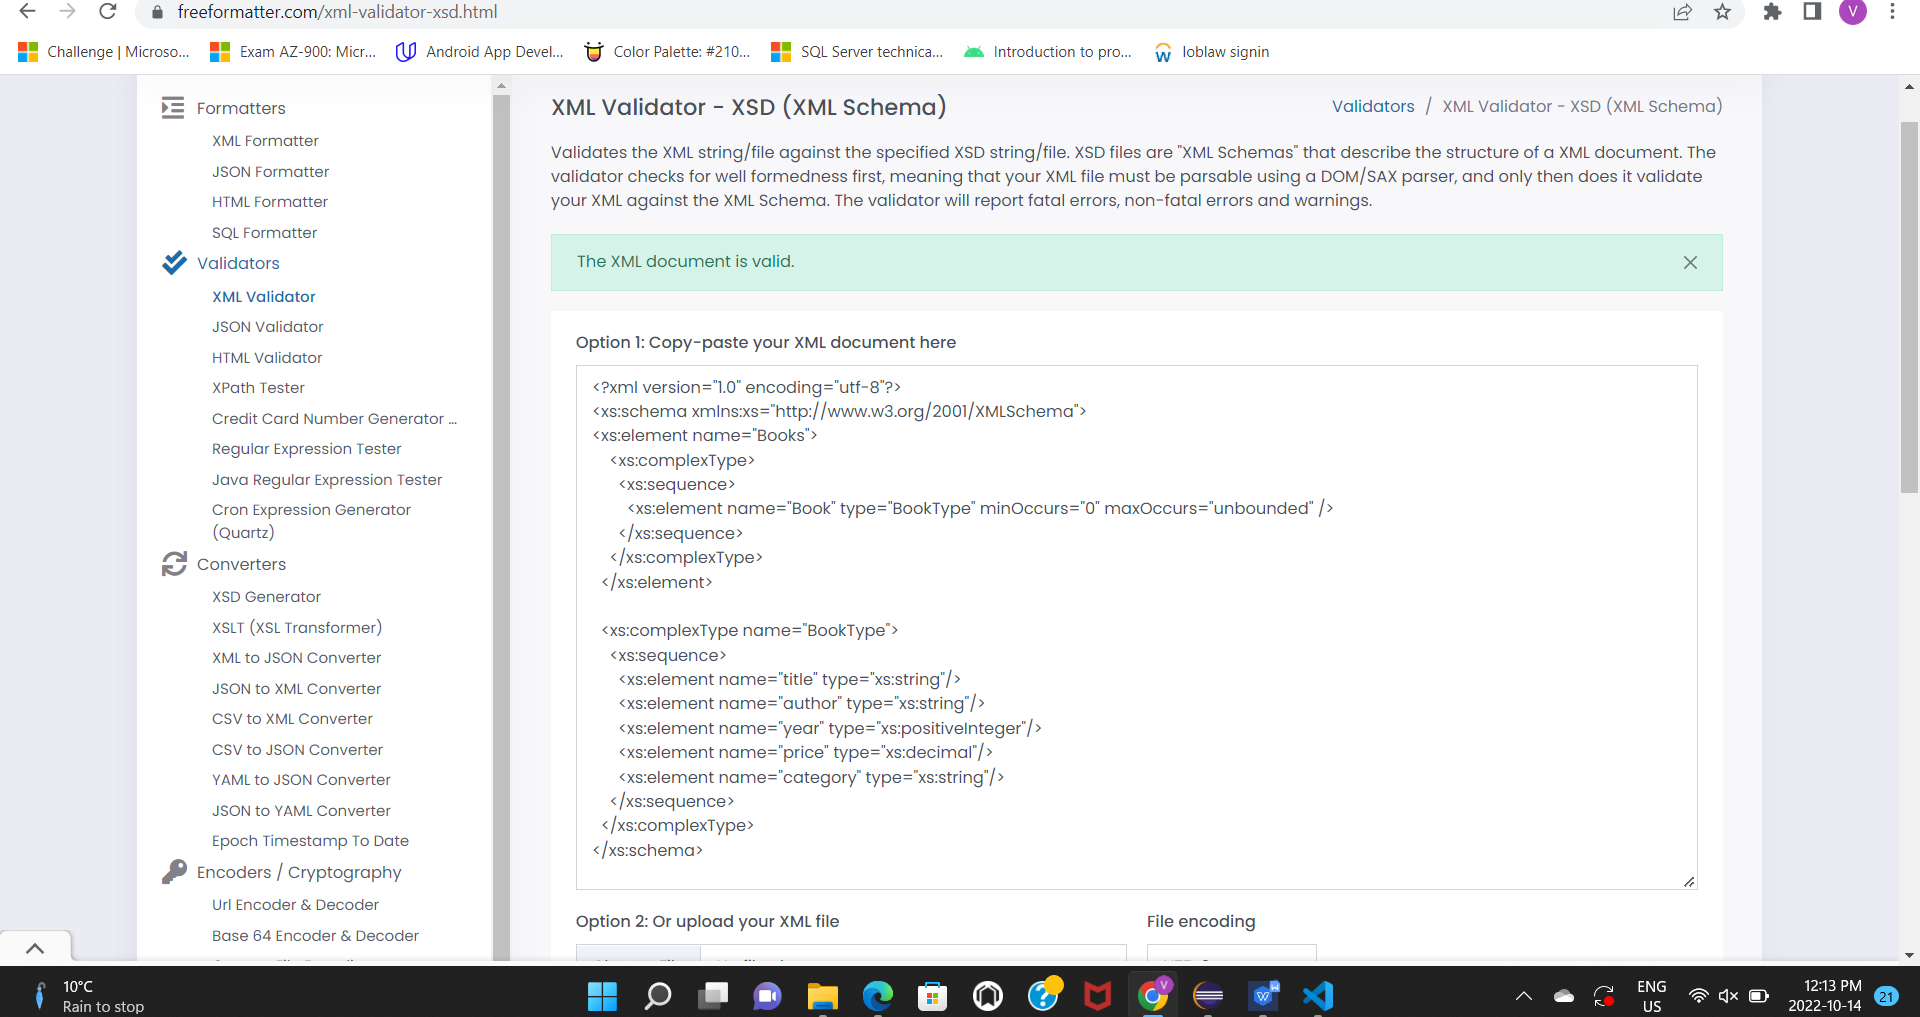 freeformatter.com/xml-validator-xsd.html
V
Challenge | Microso...
Exam AZ-900: Micr...
Android App Devel...
Color Palette: #210...
SQL Server technica...
Introduction to pro...
loblaw signin
Formatters
XML Formatter
JSON Formatter
HTML Formatter
SQL Formatter
Validators
XML Validator
JSON Validator
HTML Validator
XPath Tester
Credit Card Number Generator ...
Regular Expression Tester
Java Regular Expression Tester
Cron Expression Generator
(Quartz)
Converters
XSD Generator
XSLT (XSL Transformer)
XML to JSON Converter
JSON to XML Converter
CSV to XML Converter
CSV to JSON Converter
YAML to JSON Converter
JSON to YAML Converter
Epoch Timestamp To Date
Encoders / Cryptography
Url Encoder & Decoder
Base 64 Encoder & Decoder
XML Validator - XSD (XML Schema)
Validators / XML Validator - XSD (XML Schema)
Validates the XML string/file against the specified XSD string/file. XSD files are "XML Schemas" that describe the structure of a XML document. The
validator checks for well formedness first, meaning that your XML file must be parsable using a DOM/SAX parser, and only then does it validate
your XML against the XML Schema. The validator will report fatal errors, non-fatal errors and warnings.
The XML document is valid.
Option 1: Copy-paste your XML document here
<?xml version="1.0" encoding="utf-8"?>
<xs:schema xmlns:xs="http://www.w3.org/2001/XMLSchema">
<xs:element name="Books">
<xs:complexType>
<xs:sequence>
<xs:element name="Book" type="BookType" minOccurs="0" maxOccurs="unbounded" />
</xs:sequence>
</xs:complexType>
</xs:element>
<xs:complexType name="BookType">
<xs:sequence>
<xs:element name="title" type="xs:string"/>
<xs:element name="author" type="xs:string"/>
<xs:element name="year" type="xs:positiveInteger"/>
<xs:element name="price" type="xs:decimal"/>
<xs:element name="category" type="xs:string"/>
</xs:sequence>
</xs:complexType>
</xs:schema>
Option 2: Or upload your XML file
File encoding
10°C
Rain to stop
ENG
US
12:13 PM
2022-10-14
21